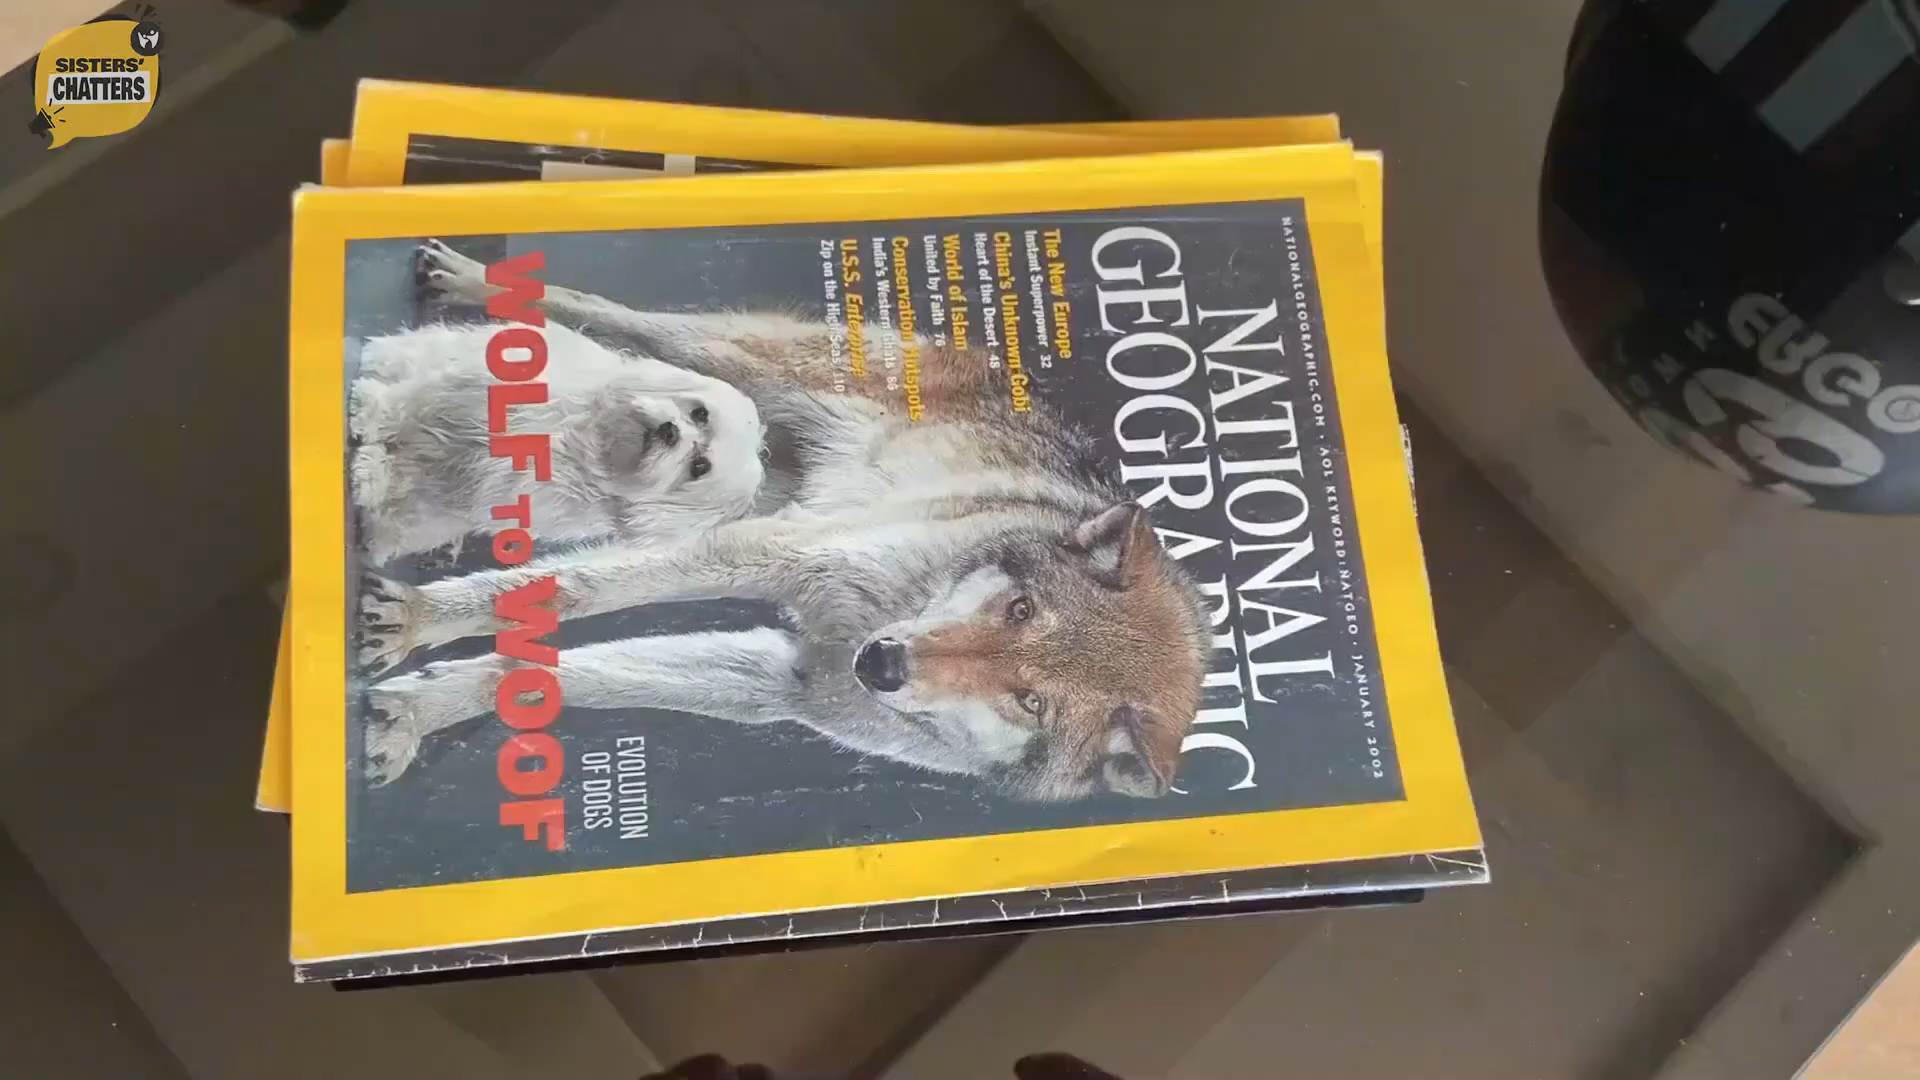 SISTERS'
CHATTERS
NATIONALGEOGRAPHIC.COM • AOL KEYWORD: NATGEO • JANUARY 2002
NATIONAL
GEOGRAPHIC
The New Europe
Instant Superpower 32
China's Unknown Gobi
Heart of the Desert 48
World of Islam
United by Faith 76
Conservation Hotspots
India's Western Ghats 86
U.S.S. Enterprise
Zip on the High Seas 110
EVOLUTION
OF DOGS
WOLF TO WOOF